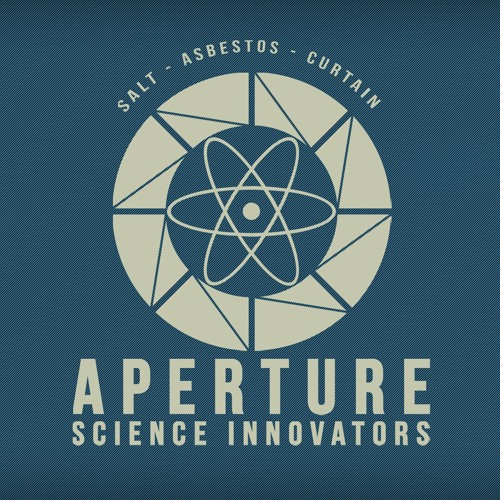 SALT - ASBESTOS - CURTAIN
APERTURE
SCIENCE INNOVATORS